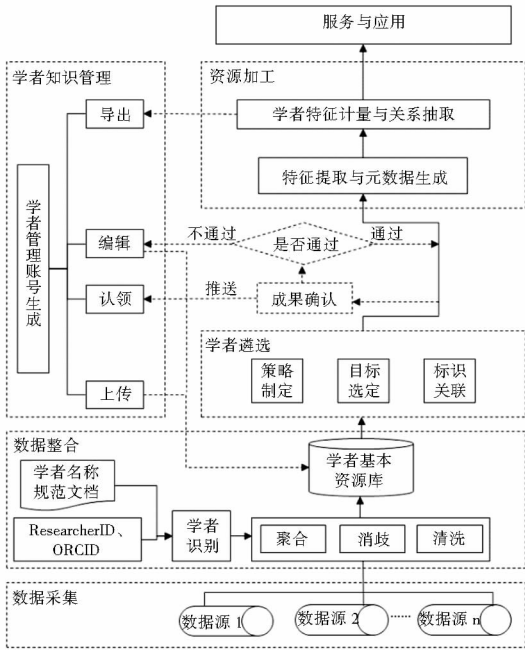 服务与应用
学者知识管理
资源加工
导出
学者特征计量与关系抽取
特征提取与元数据生成
学者管理账号生成
编辑
不通过
是否通过
通过
认领
推送
成果确认
学者遴选
策略
制定
目标
选定
标识
关联
上传
数据整合
学者名称
规范文档
学者基本
资源库
ResearcherID、
ORCID
学者
识别
聚合
消歧
清洗
数据采集
数据源 1
数据源 2
数据源 n